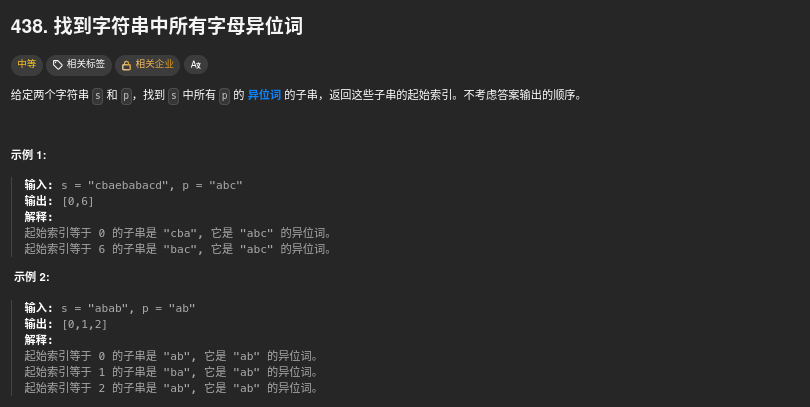 438. 找到字符串中所有字母异位词
中等 相关标签 相关企业 Aあ
给定两个字符串 s 和 p，找到 s 中所有 p 的 异位词 的子串，返回这些子串的起始索引。不考虑答案输出的顺序。
示例 1:
输入: s = "cbaebabacd", p = "abc"
输出: [0,6]
解释:
起始索引等于 0 的子串是 "cba", 它是 "abc" 的异位词。
起始索引等于 6 的子串是 "bac", 它是 "abc" 的异位词。
示例 2:
输入: s = "abab", p = "ab"
输出: [0,1,2]
解释:
起始索引等于 0 的子串是 "ab", 它是 "ab" 的异位词。
起始索引等于 1 的子串是 "ba", 它是 "ab" 的异位词。
起始索引等于 2 的子串是 "ab", 它是 "ab" 的异位词。